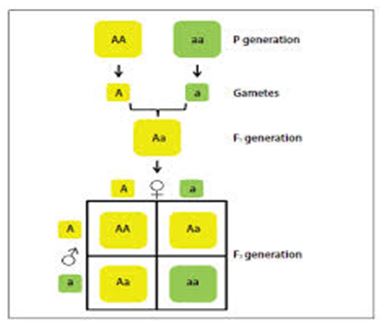 AA aa P generation
A a Gametes
Aa F₁ generation
A ♀ a
A AA Aa
♂ F₂ generation
a Aa aa